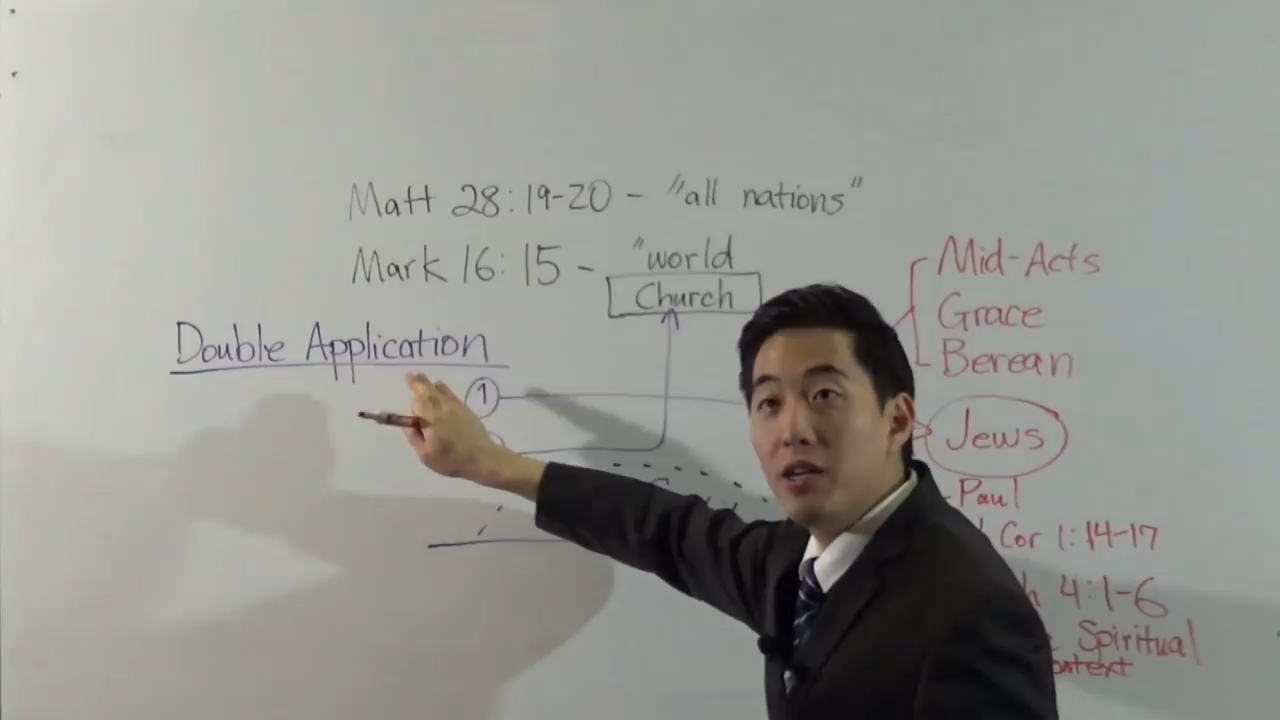 Matt 28:19-20 - "all nations"
Mark 16:15 - "world
Church
Double Application
1
Mid-Acts
Grace
Berean
Jews
- Paul
Cor 1:14-17
4:1-6
Spiritual